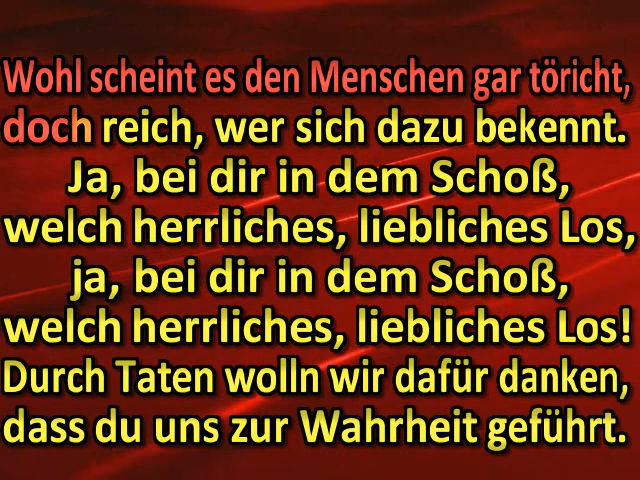 Wohl scheint es den Menschen gar töricht,
doch reich, wer sich dazu bekennt.
Ja, bei dir in dem Schoß,
welch herrliches, liebliches Los,
ja, bei dir in dem Schoß,
welch herrliches, liebliches Los!
Durch Taten wolln wir dafür danken,
dass du uns zur Wahrheit geführt.